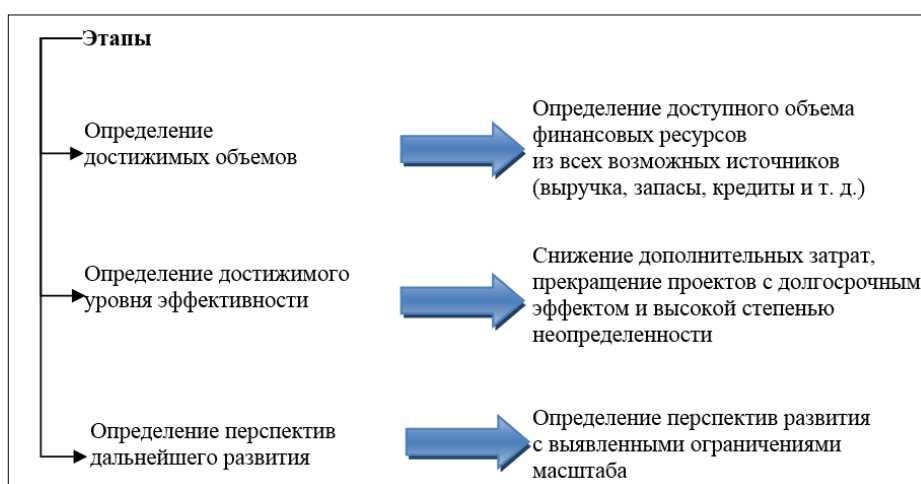 Этапы
Определение
достижимых объемов
Определение доступного объема
финансовых ресурсов
из всех возможных источников
(выручка, запасы, кредиты и т. д.)
Определение достижимого
уровня эффективности
Снижение дополнительных затрат,
прекращение проектов с долгосрочным
эффектом и высокой степенью
неопределенности
Определение перспектив
дальнейшего развития
Определение перспектив развития
с выявленными ограничениями
масштаба